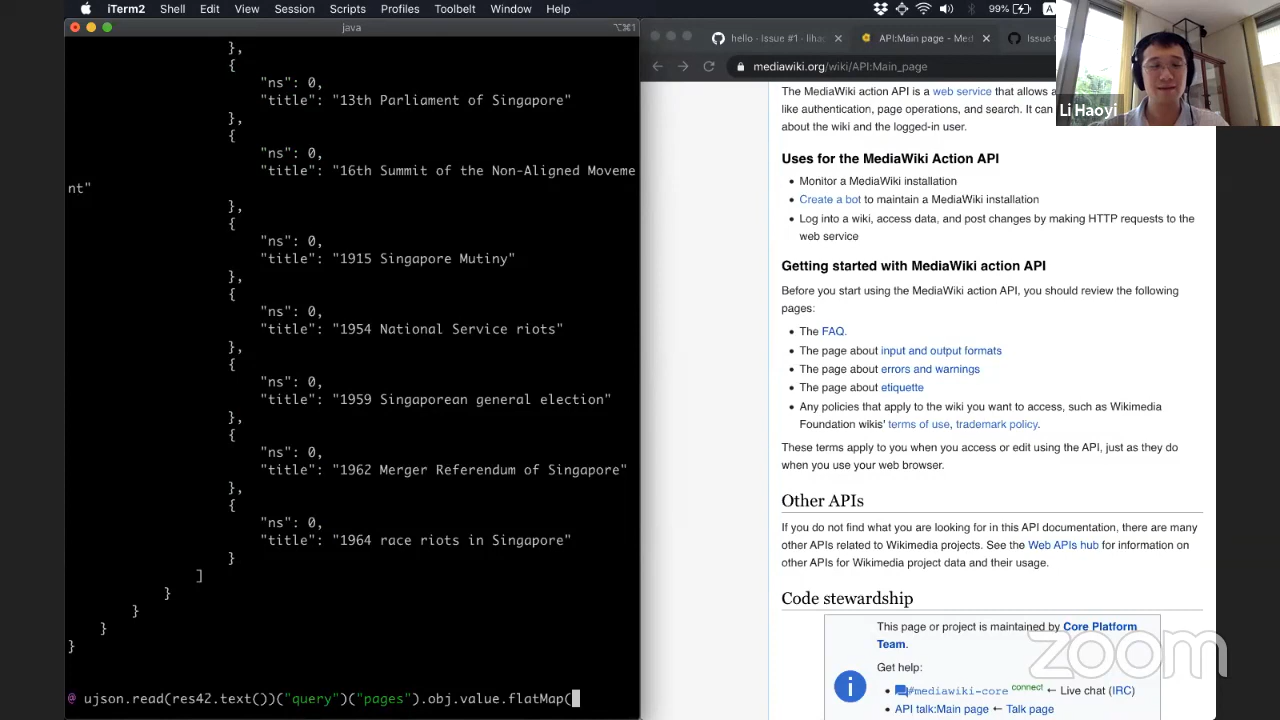 iTerm2 Shell Edit View Session Scripts Profiles Toolbelt Window Help 99%
java ⌥⌘1
},
{
"ns": 0,
"title": "13th Parliament of Singapore"
},
{
"ns": 0,
"title": "16th Summit of the Non-Aligned Moveme
nt"
},
{
"ns": 0,
"title": "1915 Singapore Mutiny"
},
{
"ns": 0,
"title": "1954 National Service riots"
},
{
"ns": 0,
"title": "1959 Singaporean general election"
},
{
"ns": 0,
"title": "1962 Merger Referendum of Singapore"
},
{
"ns": 0,
"title": "1964 race riots in Singapore"
}
]
}
}
}
}
@ ujson.read(res42.text())("query")("pages").obj.value.flatMap(
hello · Issue #1 · liha API:Main page - Med Issue
mediawiki.org/wiki/API:Main_page
Li Haoyi
The MediaWiki action API is a web service that allows a
like authentication, page operations, and search. It can
about the wiki and the logged-in user.
Uses for the MediaWiki Action API
• Monitor a MediaWiki installation
• Create a bot to maintain a MediaWiki installation
• Log into a wiki, access data, and post changes by making HTTP requests to the
web service
Getting started with MediaWiki action API
Before you start using the MediaWiki action API, you should review the following
pages:
• The FAQ.
• The page about input and output formats
• The page about errors and warnings
• The page about etiquette
• Any policies that apply to the wiki you want to access, such as Wikimedia
Foundation wikis' terms of use, trademark policy.
These terms apply to you when you access or edit using the API, just as they do
when you use your web browser.
Other APIs
If you do not find what you are looking for in this API documentation, there are many
other APIs related to Wikimedia projects. See the Web APIs hub for information on
other APIs for Wikimedia project data and their usage.
Code stewardship
This page or project is maintained by Core Platform
Team.
Get help:
• #mediawiki-core connect ← Live chat (IRC)
• API talk:Main page ← Talk page
zoom